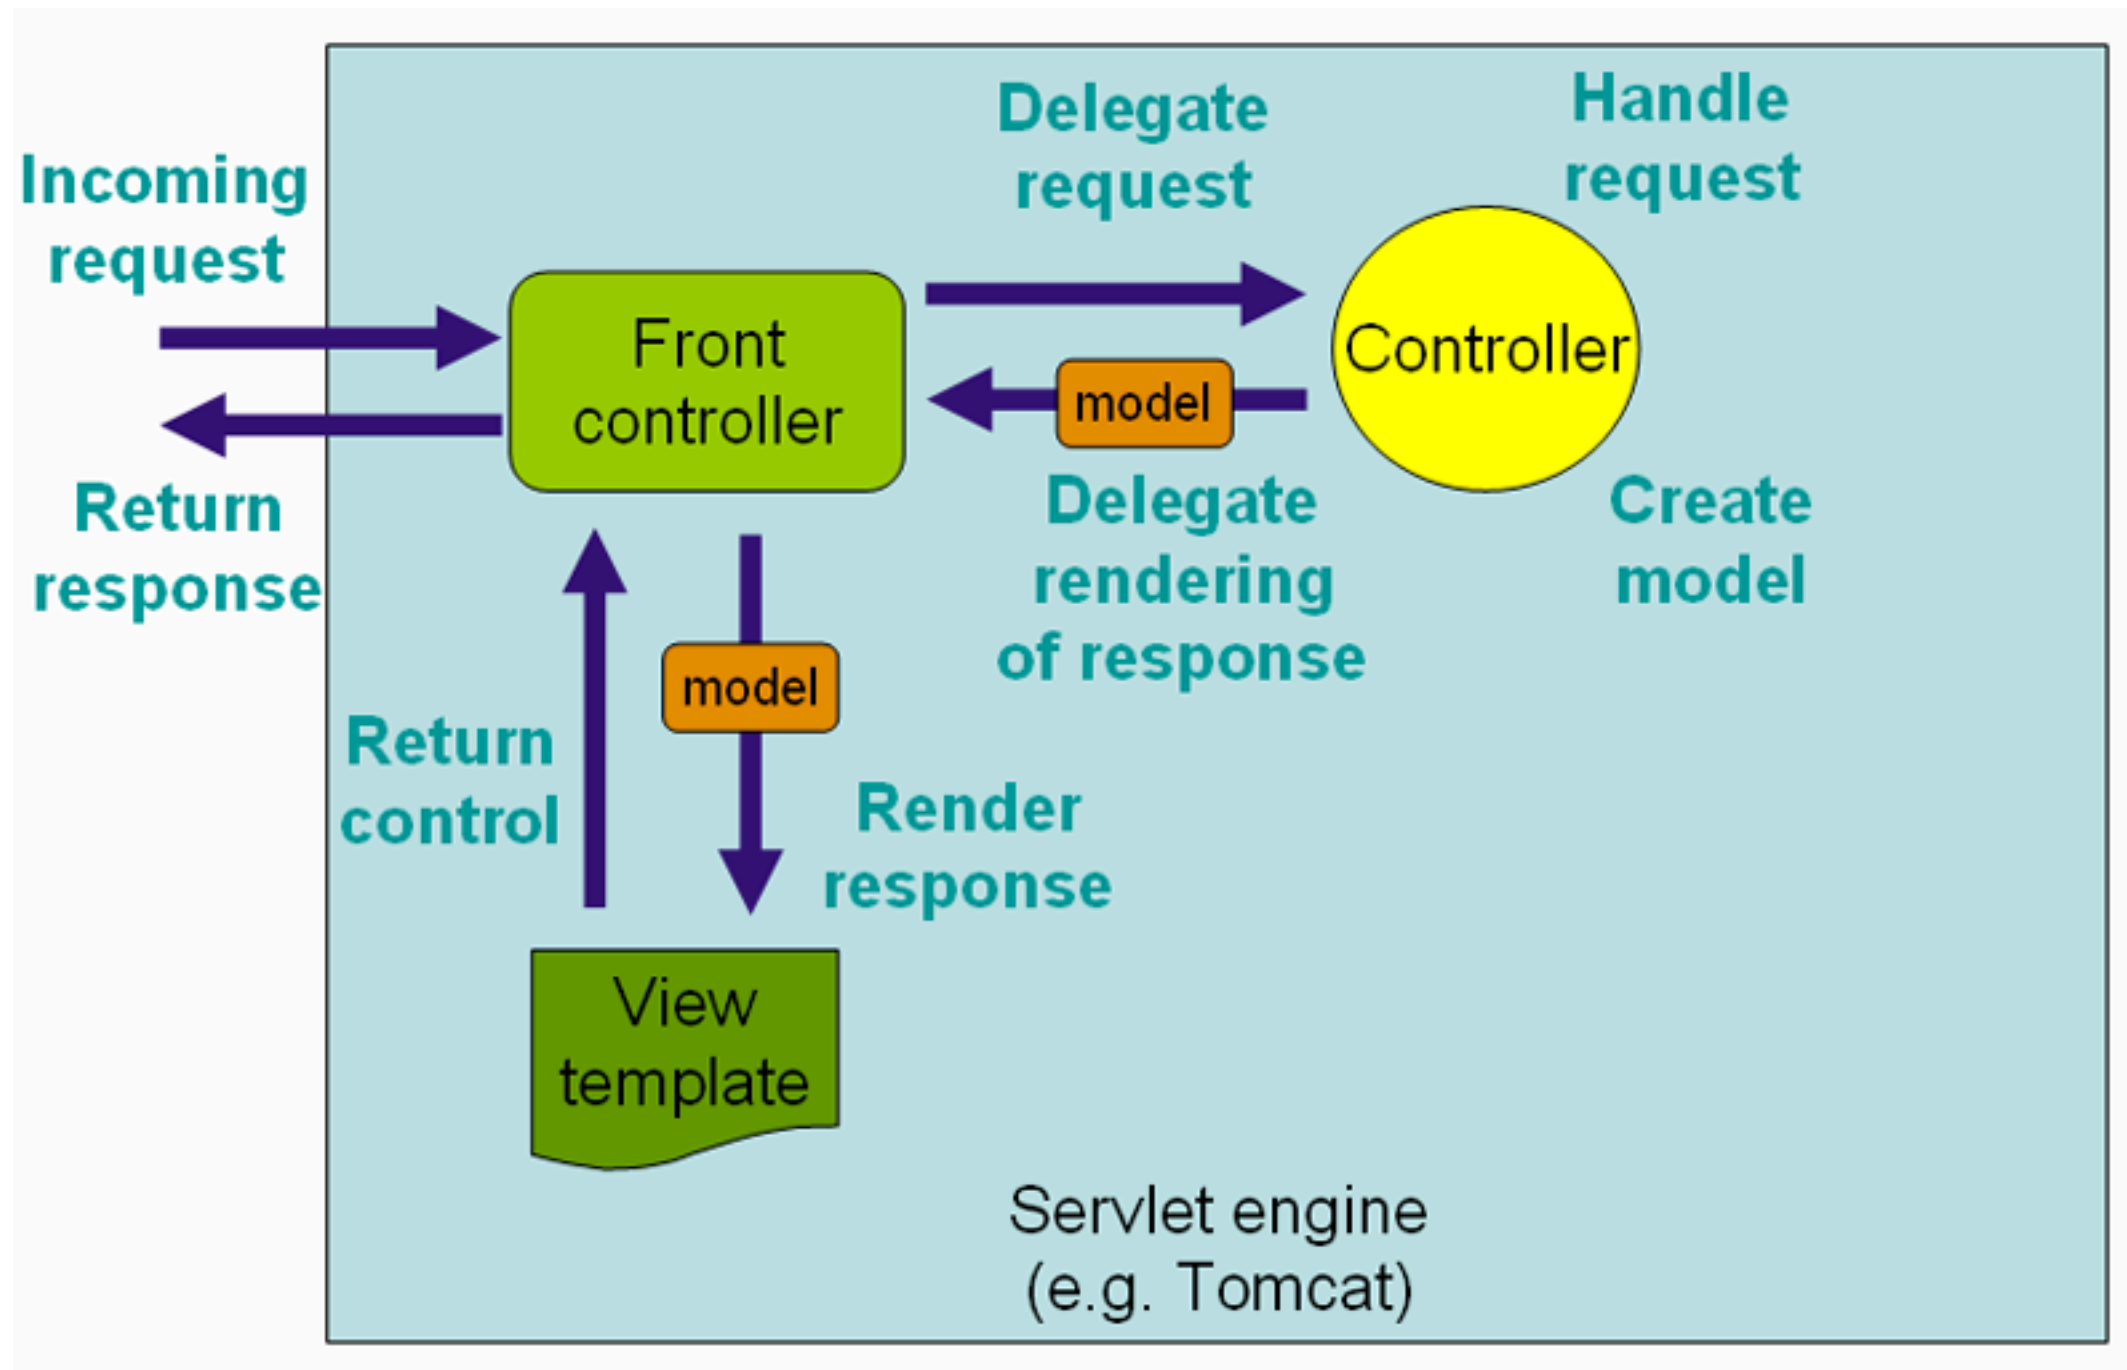 Incoming
request
Return
response
Delegate
request
Handle
request
Front
controller
Controller
model
Delegate
rendering
of response
Create
model
model
Return
control
Render
response
View
template
Servlet engine
(e.g. Tomcat)